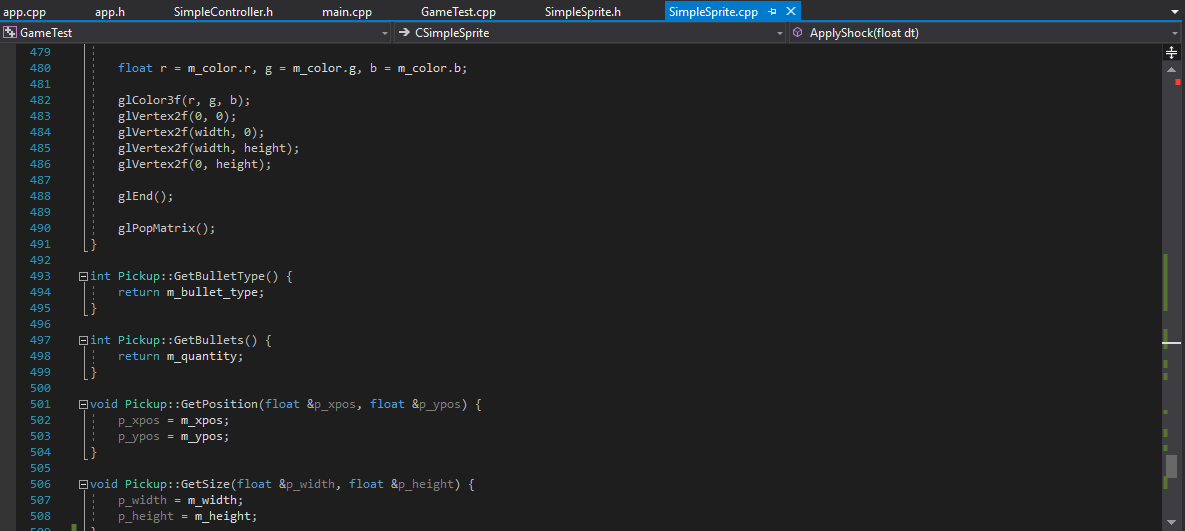 app.cpp app.h SimpleController.h main.cpp GameTest.cpp SimpleSprite.h SimpleSprite.cpp
GameTest CSimpleSprite ApplyShock(float dt)
479
480 float r = m_color.r, g = m_color.g, b = m_color.b;
481
482 glColor3f(r, g, b);
483 glVertex2f(0, 0);
484 glVertex2f(width, 0);
485 glVertex2f(width, height);
486 glVertex2f(0, height);
487
488 glEnd();
489
490 glPopMatrix();
491 }
492
493 int Pickup::GetBulletType() {
494 return m_bullet_type;
495 }
496
497 int Pickup::GetBullets() {
498 return m_quantity;
499 }
500
501 void Pickup::GetPosition(float &p_xpos, float &p_ypos) {
502 p_xpos = m_xpos;
503 p_ypos = m_ypos;
504 }
505
506 void Pickup::GetSize(float &p_width, float &p_height) {
507 p_width = m_width;
508 p_height = m_height;